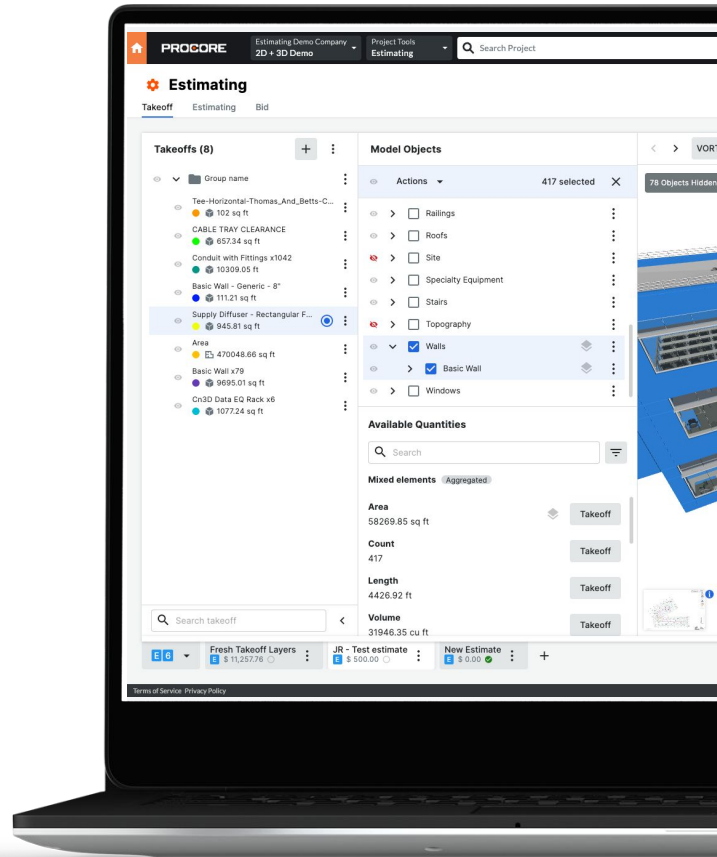 PROCORE
Estimating Demo Company
2D + 3D Demo
Project Tools
Estimating
Search Project
Estimating
Takeoff Estimating Bid
Takeoffs (8)
Group name
Tee-Horizontal-Thomas_And_Betts-C...
102 sq ft
CABLE TRAY CLEARANCE
657.34 sq ft
Conduit with Fittings x1042
10309.05 ft
Basic Wall - Generic - 8"
111.21 sq ft
Supply Diffuser - Rectangular F...
945.81 sq ft
Area
470048.66 sq ft
Basic Wall x79
9695.01 sq ft
Cn3D Data EQ Rack x6
1077.24 sq ft
Search takeoff
Model Objects
Actions 417 selected
Railings
Roofs
Site
Specialty Equipment
Stairs
Topography
Walls
Basic Wall
Windows
Available Quantities
Search
Mixed elements Aggregated
Area
58269.85 sq ft
Takeoff
Count
417
Takeoff
Length
4426.92 ft
Takeoff
Volume
31946.35 cu ft
Takeoff
VORT
78 Objects Hidden
E 6
Fresh Takeoff Layers
E $ 11,257.76
JR - Test estimate
E $ 500.00
New Estimate
E $ 0.00
Terms of Service Privacy Policy